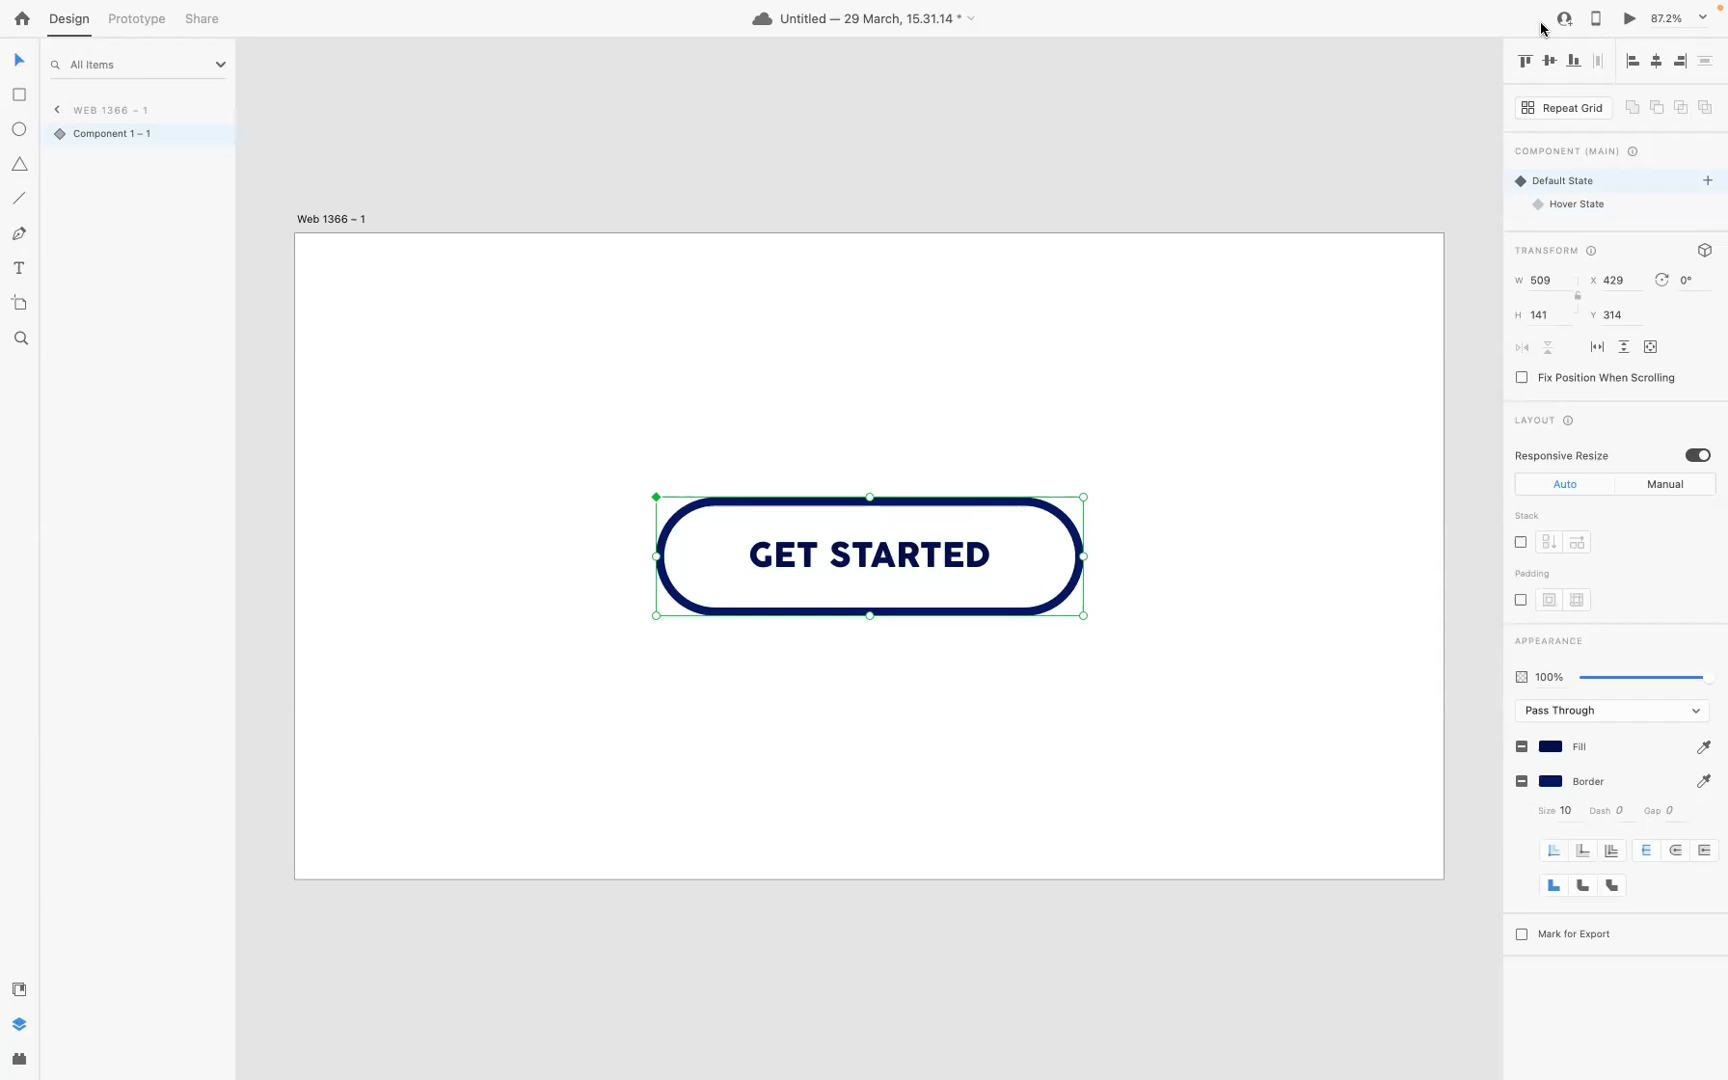 Design Prototype Share Untitled — 29 March, 15.31.14 * 87.2%
All Items
WEB 1366 – 1
Component 1 – 1
Web 1366 – 1
GET STARTED
Repeat Grid
COMPONENT (MAIN)
Default State
Hover State
TRANSFORM
W 509 X 429 0°
H 141 Y 314
Fix Position When Scrolling
LAYOUT
Responsive Resize
Auto Manual
Stack
Padding
APPEARANCE
100%
Pass Through
Fill
Border
Size 10 Dash 0 Gap 0
Mark for Export